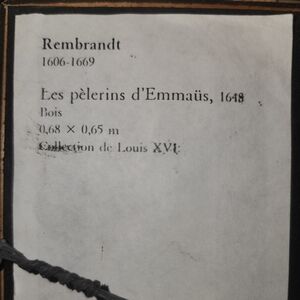 Rembrandt
1606-1669
Les pèlerins d'Emmaüs, 1648
Bois
0,68 × 0,65 m
Collection de Louis XVI